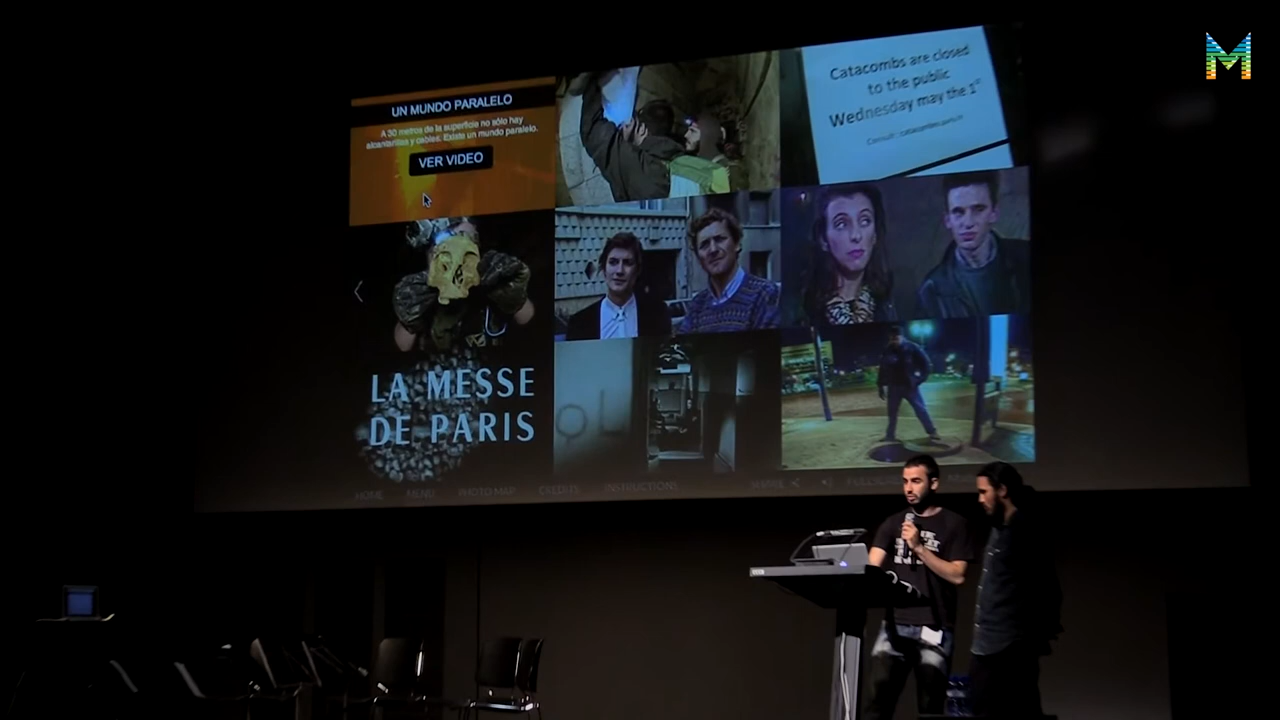 UN MUNDO PARALELO
A 30 metros de la superficie no sólo hay
alcantarillas y cables. Existe un mundo paralelo.
VER VIDEO
Catacombs are closed
to the public
Wednesday may the 1st
LA MESSE
DE PARIS
HOME MENU PHOTO MAP CREDITS INSTRUCTIONS
M